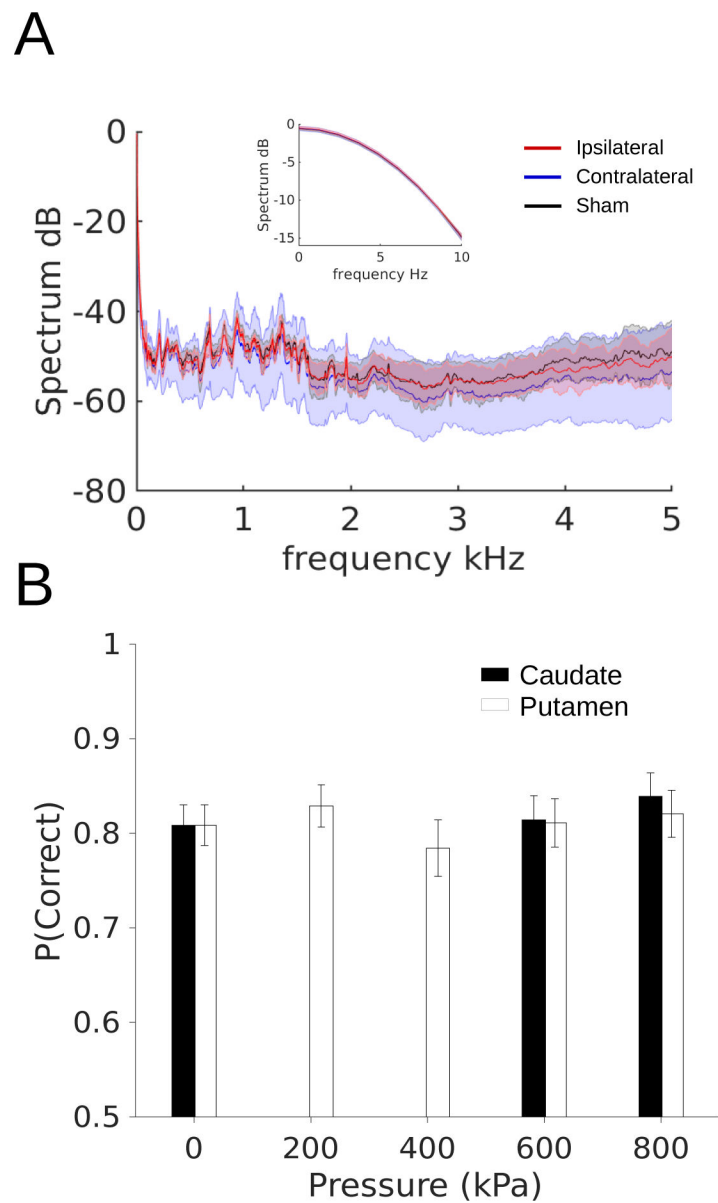 A
Spectrum dB
0
-20
-40
-60
-80
0 1 2 3 4 5
frequency kHz
Spectrum dB
0
-5
-10
-15
0 5 10
frequency Hz
Ipsilateral
Contralateral
Sham
B
P(Correct)
1
0.9
0.8
0.7
0.6
0.5
Caudate
Putamen
0 200 400 600 800
Pressure (kPa)